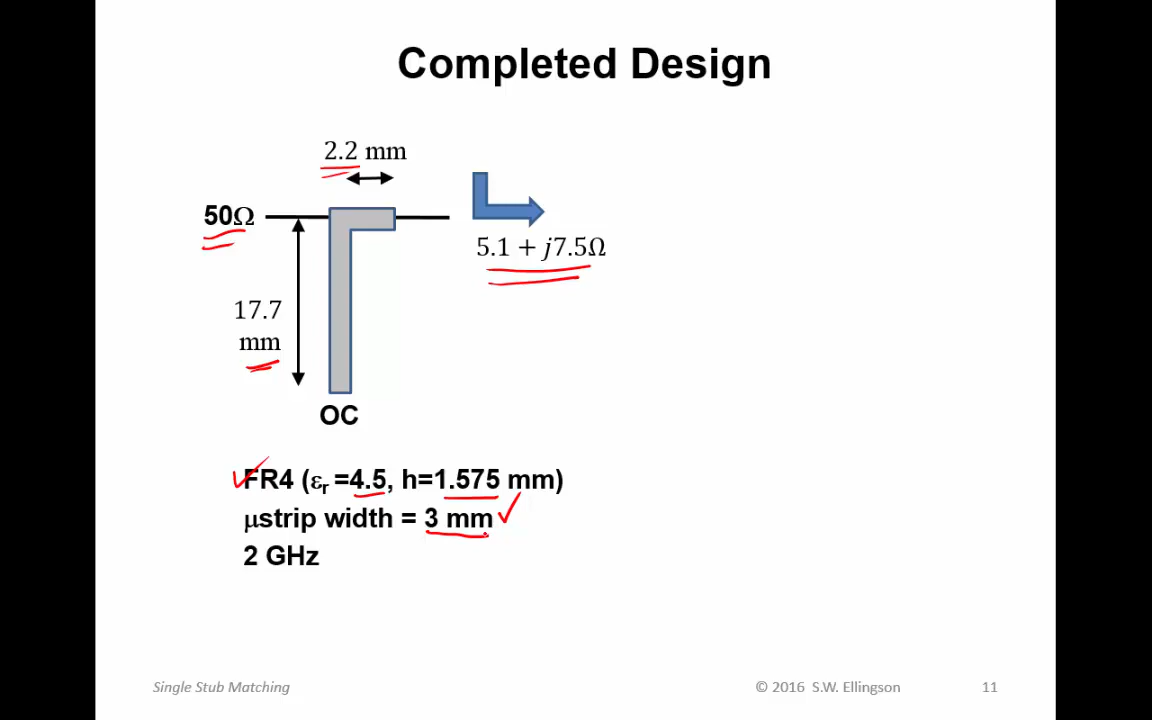 Completed Design
2.2 mm
50Ω
5.1 + j7.5Ω
17.7
mm
OC
FR4 (εr =4.5, h=1.575 mm)
μstrip width = 3 mm
2 GHz
Single Stub Matching
© 2016 S.W. Ellingson
11